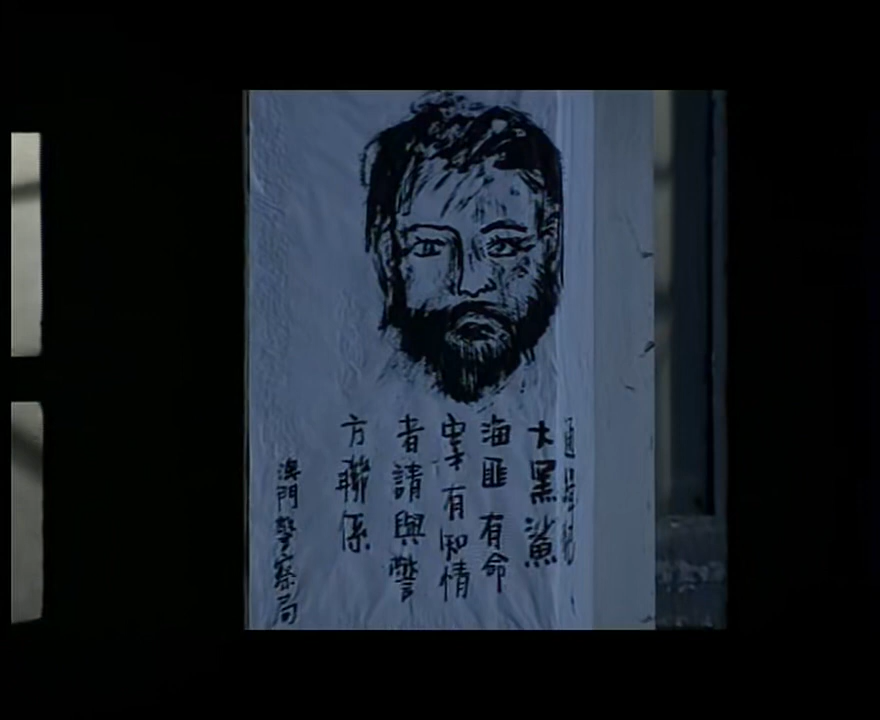 通緝犯
大黑鯊
海匪有命
案有知情
者請與警
方聯係
澳門警察局